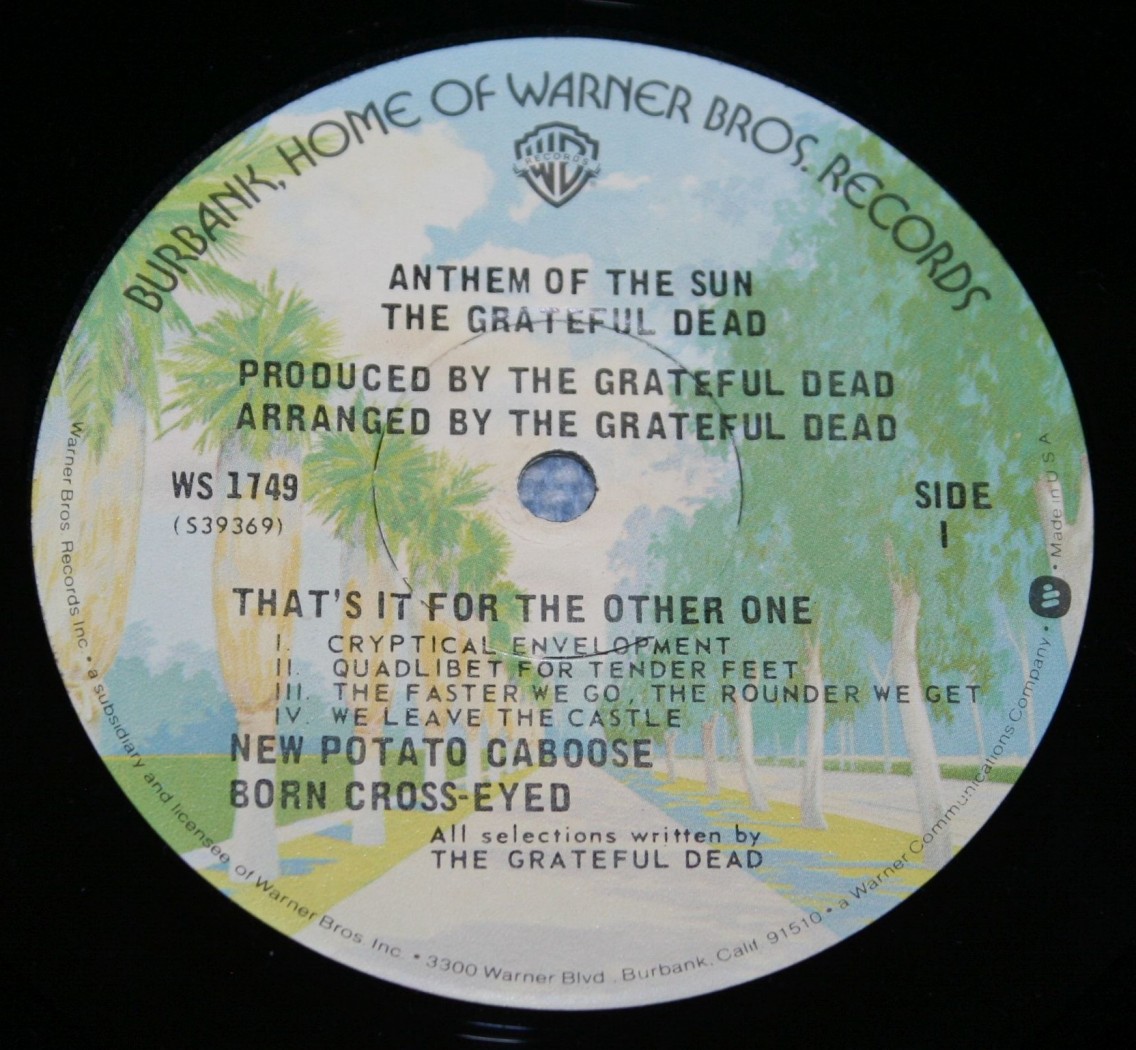 BURBANK, HOME OF WARNER BROS. RECORDS
W B
RECORDS
ANTHEM OF THE SUN
THE GRATEFUL DEAD
PRODUCED BY THE GRATEFUL DEAD
ARRANGED BY THE GRATEFUL DEAD
WS 1749
(S39369)
SIDE
I
THAT'S IT FOR THE OTHER ONE
I. CRYPTICAL ENVELOPMENT
II. QUADLIBET FOR TENDER FEET
III. THE FASTER WE GO, THE ROUNDER WE GET
IV. WE LEAVE THE CASTLE
NEW POTATO CABOOSE
BORN CROSS-EYED
All selections written by
THE GRATEFUL DEAD
Warner Bros. Records Inc. • a subsidiary and licensee of Warner Bros. Inc. • 3300 Warner Blvd., Burbank, Calif. 91510 • a Warner Communications Company • Made in U S A